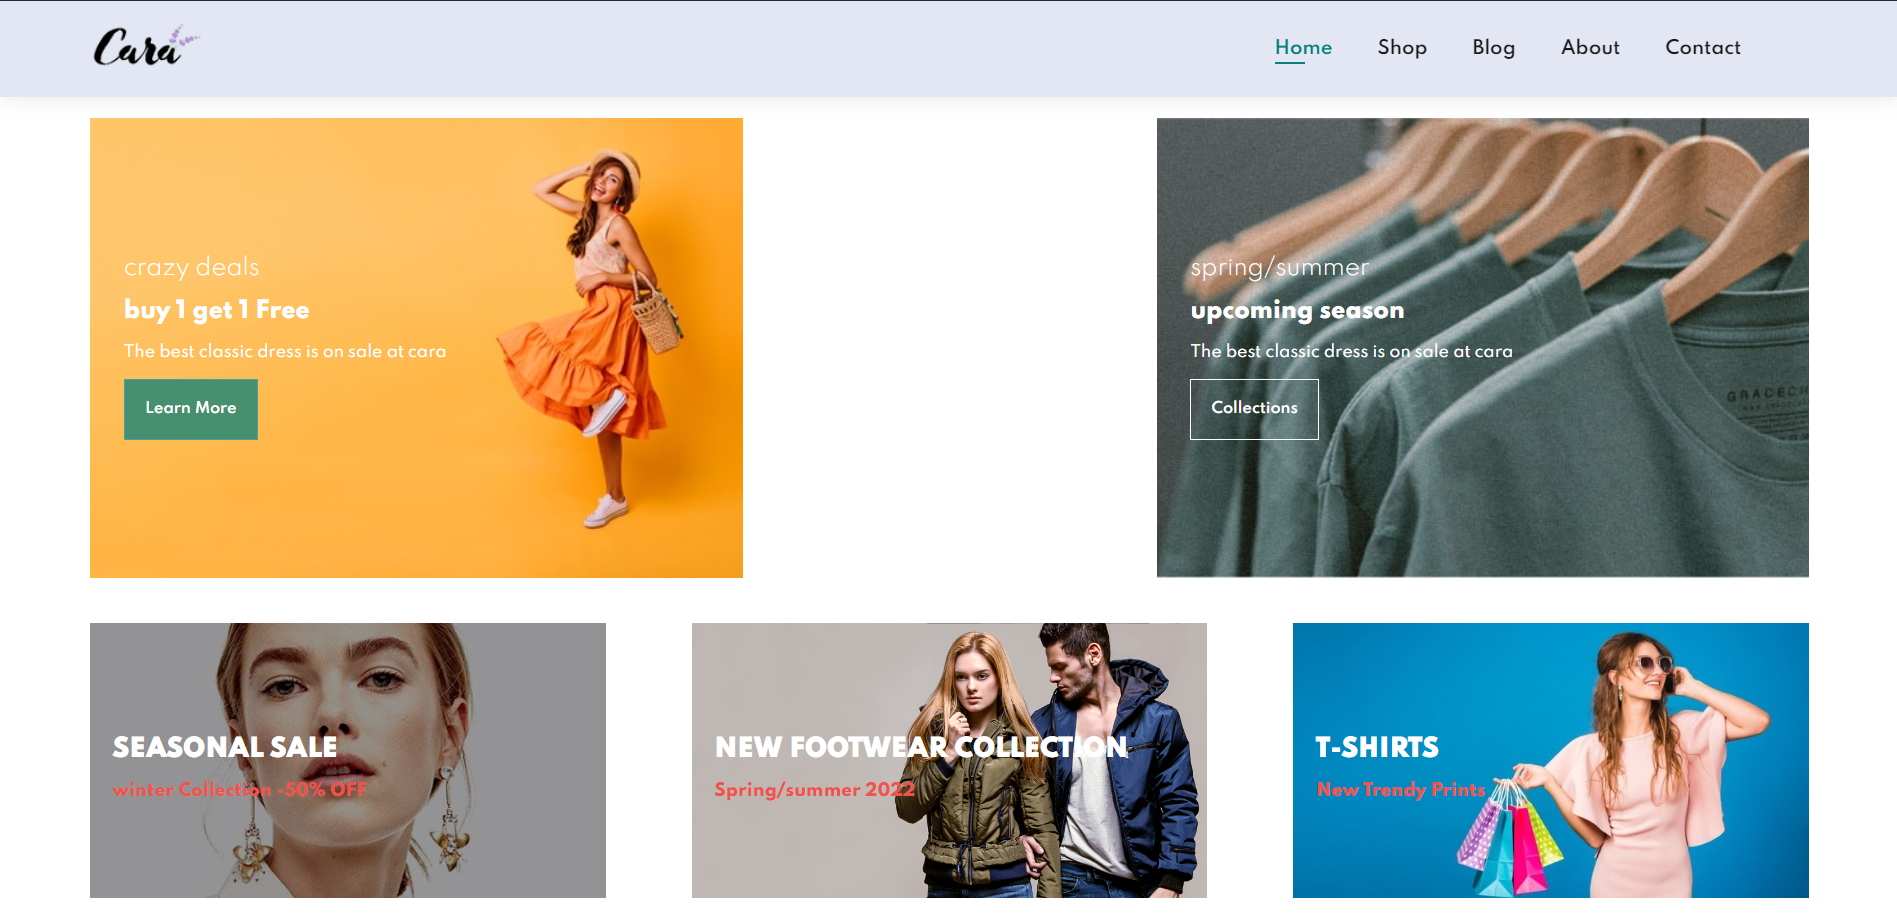 Cara
Home Shop Blog About Contact
crazy deals
buy 1 get 1 Free
The best classic dress is on sale at cara
Learn More
spring/summer
upcoming season
The best classic dress is on sale at cara
Collections
GRACECH
SEASONAL SALE
winter Collection -50% OFF
NEW FOOTWEAR COLLECTION
Spring/summer 2022
T-SHIRTS
New Trendy Prints